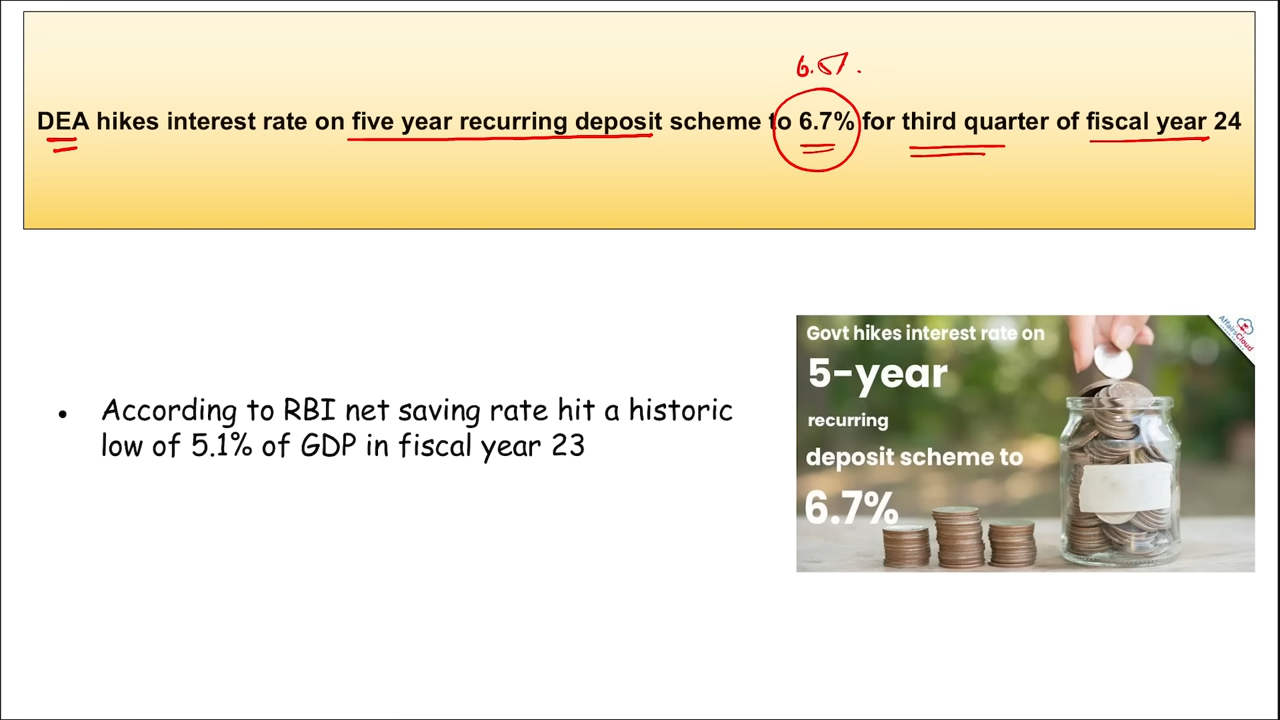 6.5%.
DEA hikes interest rate on five year recurring deposit scheme to 6.7% for third quarter of fiscal year 24
Govt hikes interest rate on
5-year
recurring
deposit scheme to
6.7%
AffairsCloud
• According to RBI net saving rate hit a historic
low of 5.1% of GDP in fiscal year 23